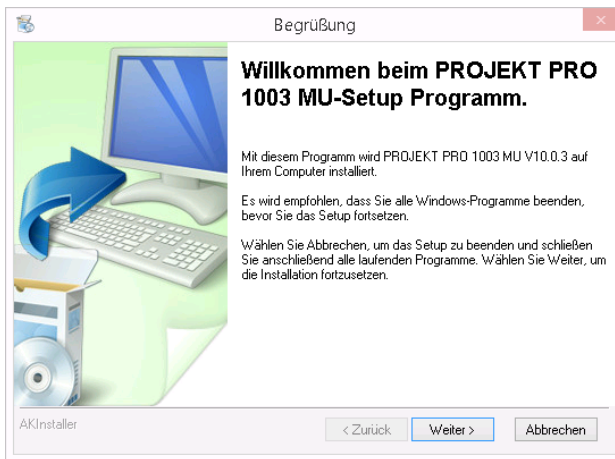 Begrüßung
Willkommen beim PROJEKT PRO
1003 MU-Setup Programm.
Mit diesem Programm wird PROJEKT PRO 1003 MU V10.0.3 auf
Ihrem Computer installiert.
Es wird empfohlen, dass Sie alle Windows-Programme beenden,
bevor Sie das Setup fortsetzen.
Wählen Sie Abbrechen, um das Setup zu beenden und schließen
Sie anschließend alle laufenden Programme. Wählen Sie Weiter, um
die Installation fortzusetzen.
AKInstaller
< Zurück Weiter > Abbrechen